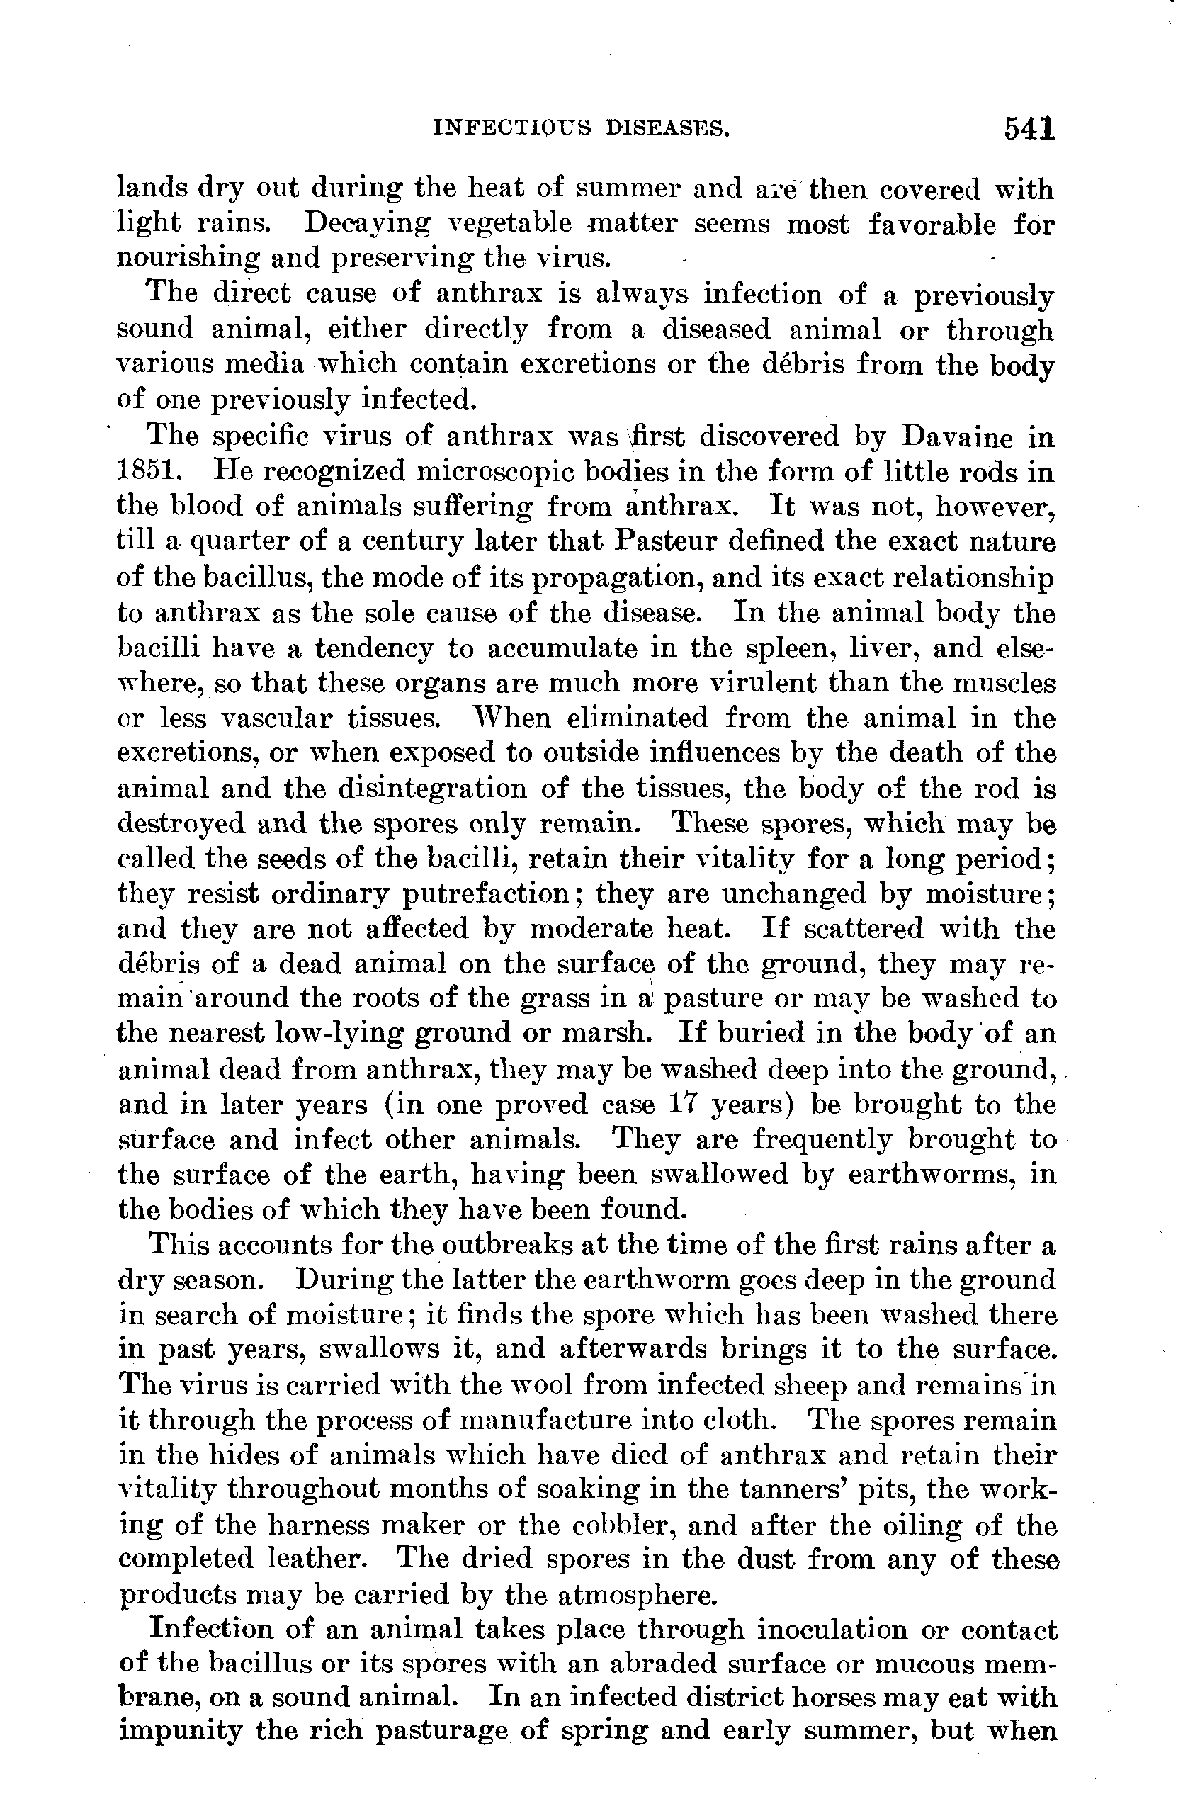 INFECTIOUS DISEASES. 541
lands dry out during the heat of summer and are then covered with
light rains. Decaying vegetable matter seems most favorable for
nourishing and preserving the virus.
The direct cause of anthrax is always infection of a previously
sound animal, either directly from a diseased animal or through
various media which contain excretions or the débris from the body
of one previously infected.
The specific virus of anthrax was first discovered by Davaine in
1851. He recognized microscopic bodies in the form of little rods in
the blood of animals suffering from anthrax. It was not, however,
till a quarter of a century later that Pasteur defined the exact nature
of the bacillus, the mode of its propagation, and its exact relationship
to anthrax as the sole cause of the disease. In the animal body the
bacilli have a tendency to accumulate in the spleen, liver, and else-
where, so that these organs are much more virulent than the muscles
or less vascular tissues. When eliminated from the animal in the
excretions, or when exposed to outside influences by the death of the
animal and the disintegration of the tissues, the body of the rod is
destroyed and the spores only remain. These spores, which may be
called the seeds of the bacilli, retain their vitality for a long period;
they resist ordinary putrefaction; they are unchanged by moisture;
and they are not affected by moderate heat. If scattered with the
débris of a dead animal on the surface of the ground, they may re-
main around the roots of the grass in a pasture or may be washed to
the nearest low-lying ground or marsh. If buried in the body of an
animal dead from anthrax, they may be washed deep into the ground,
and in later years (in one proved case 17 years) be brought to the
surface and infect other animals. They are frequently brought to
the surface of the earth, having been swallowed by earthworms, in
the bodies of which they have been found.
This accounts for the outbreaks at the time of the first rains after a
dry season. During the latter the earthworm goes deep in the ground
in search of moisture; it finds the spore which has been washed there
in past years, swallows it, and afterwards brings it to the surface.
The virus is carried with the wool from infected sheep and remains in
it through the process of manufacture into cloth. The spores remain
in the hides of animals which have died of anthrax and retain their
vitality throughout months of soaking in the tanners' pits, the work-
ing of the harness maker or the cobbler, and after the oiling of the
completed leather. The dried spores in the dust from any of these
products may be carried by the atmosphere.
Infection of an animal takes place through inoculation or contact
of the bacillus or its spores with an abraded surface or mucous mem-
brane, on a sound animal. In an infected district horses may eat with
impunity the rich pasturage of spring and early summer, but when